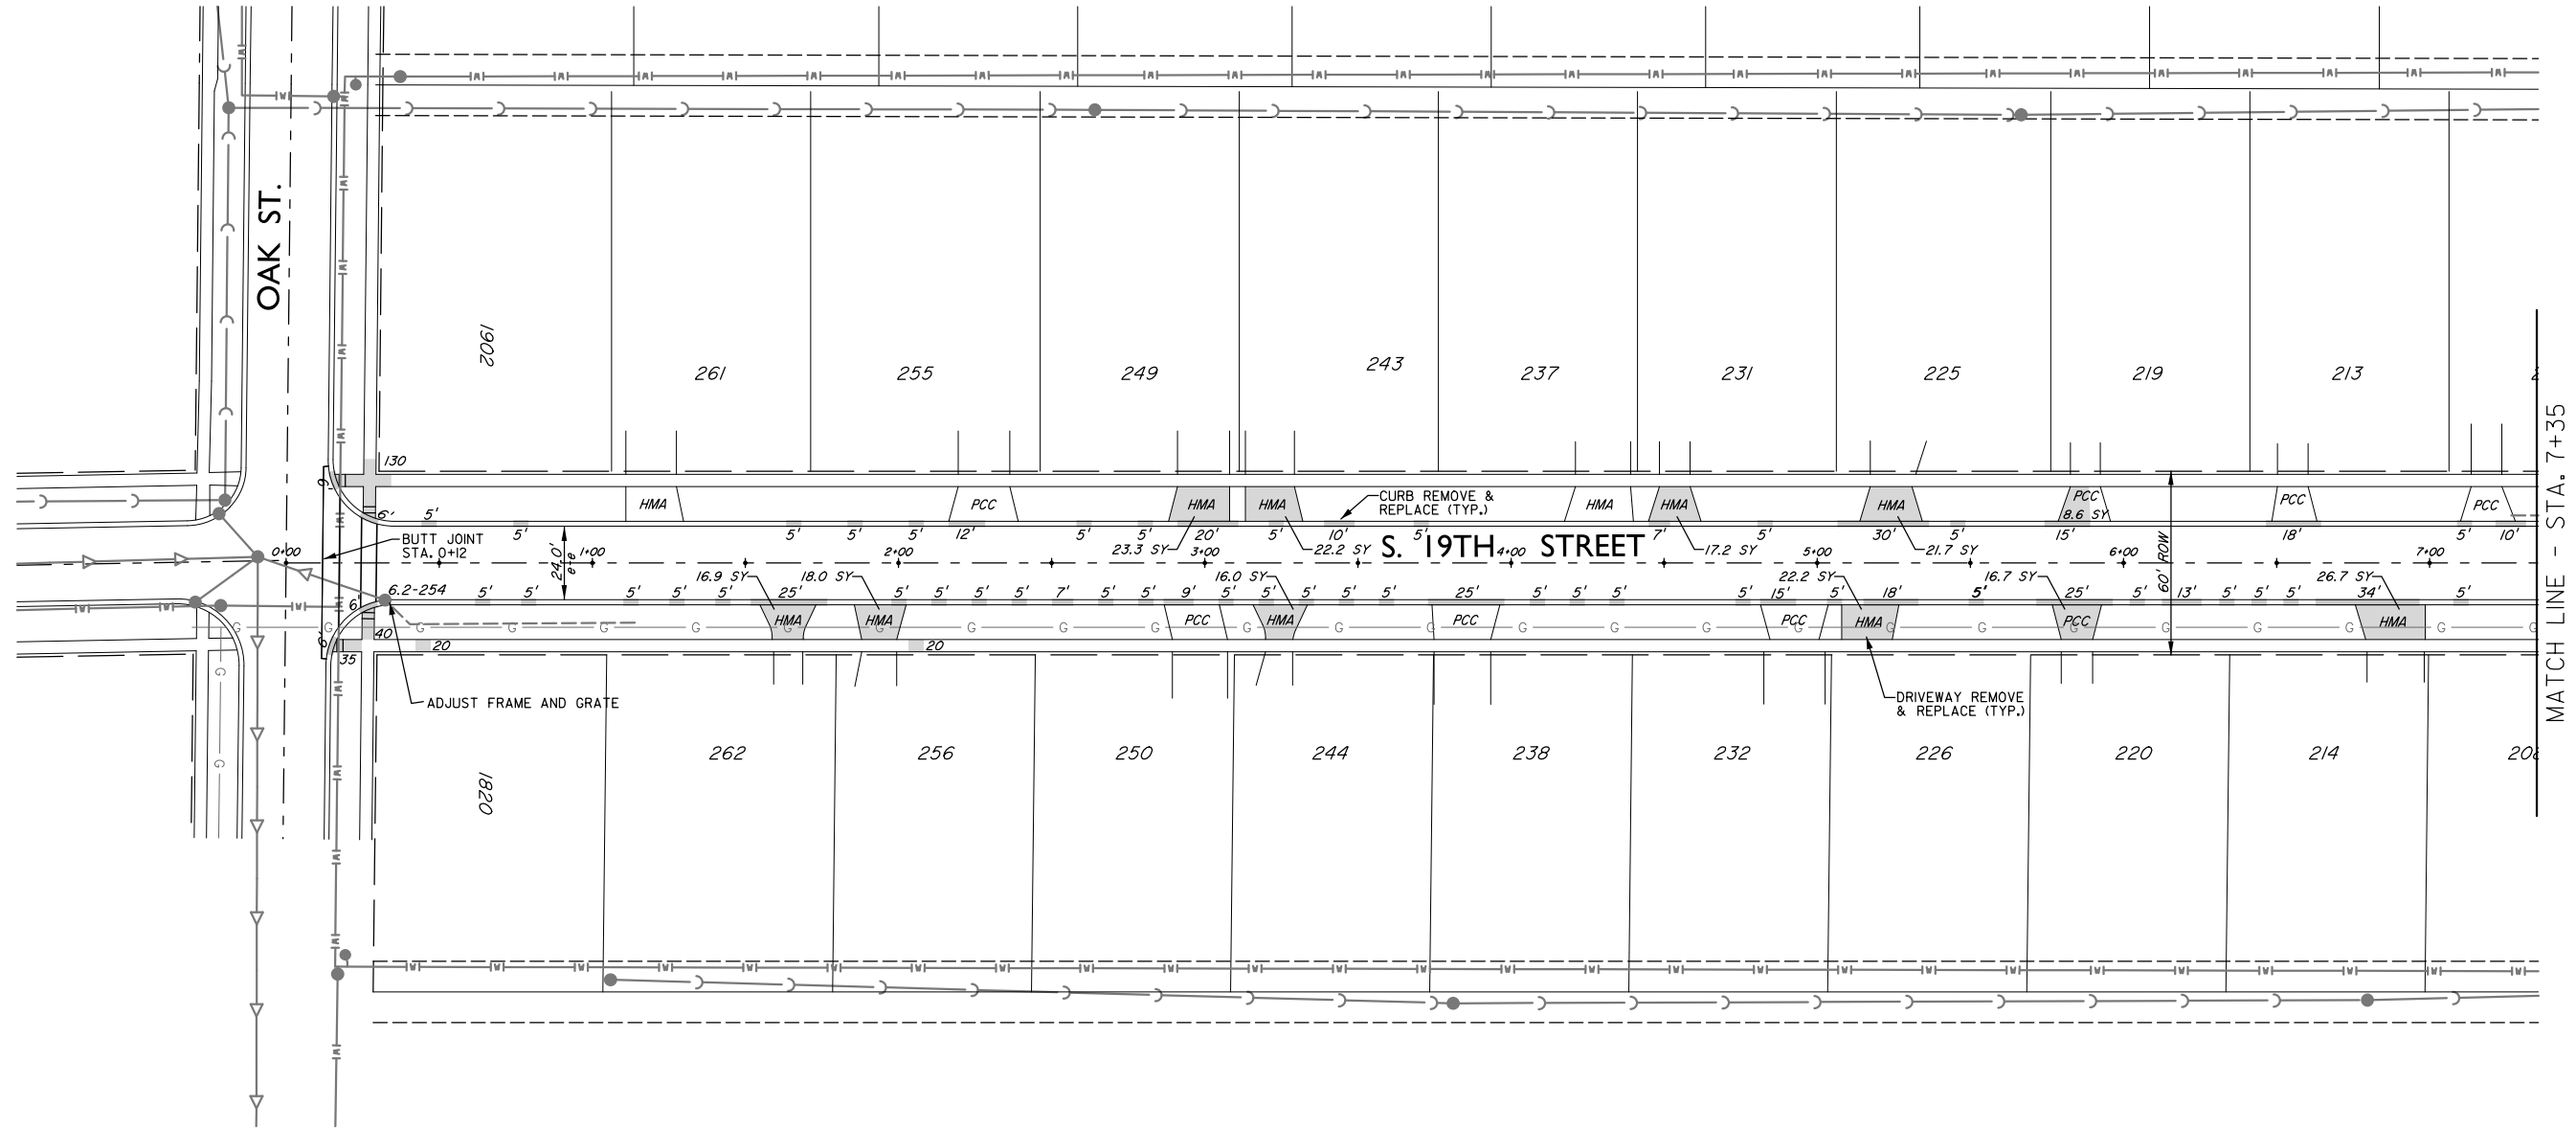 OAK ST.
1902
261
255
249
243
237
231
225
219
213
130
9'
6'
5'
HMA
PCC
HMA
HMA
CURB REMOVE &
REPLACE (TYP.)
HMA
HMA
HMA
PCC
8.6 SY
PCC
PCC
5'
5'
5'
12'
5'
5'
20'
5'
10'
5'
7'
5'
30'
5'
15'
18'
5'
10'
BUTT JOINT
STA. 0+12
23.3 SY
22.2 SY
17.2 SY
21.7 SY
S. 19TH STREET
0+00
1+00
2+00
3+00
4+00
5+00
6+00
7+00
24.0'
e-e
60' ROW
MATCH LINE - STA. 7+35
16.9 SY
18.0 SY
16.0 SY
22.2 SY
16.7 SY
26.7 SY
6.2-254
5'
5'
5'
5'
5'
25'
5'
5'
5'
5'
7'
5'
5'
9'
5'
5'
5'
5'
5'
25'
5'
5'
5'
5'
15'
5'
18'
5'
25'
5'
13'
5'
5'
34'
5'
6'
6'
40
35
20
20
HMA
HMA
PCC
HMA
PCC
PCC
HMA
PCC
HMA
ADJUST FRAME AND GRATE
DRIVEWAY REMOVE
& REPLACE (TYP.)
1820
262
256
250
244
238
232
226
220
214